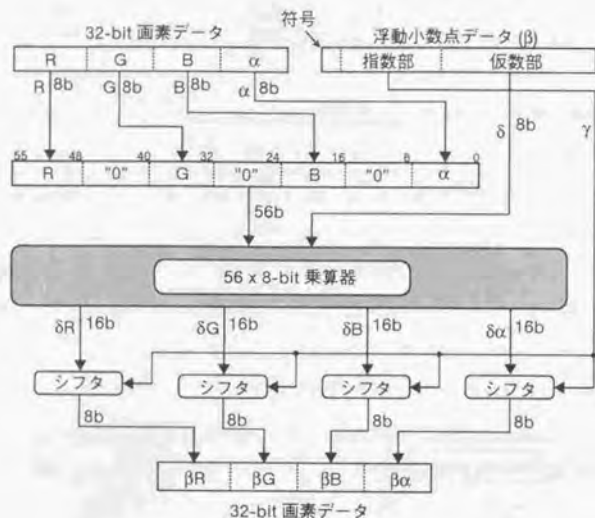 32-bit 画素データ
符号
浮動小数点データ (β)
R G B α
指数部 仮数部
R 8b G 8b B 8b α 8b
δ 8b γ
55 48 40 32 24 16 8 0
R "0" G "0" B "0" α
56b
56 x 8-bit 乗算器
δR 16b δG 16b δB 16b δα 16b
シフタ シフタ シフタ シフタ
8b 8b 8b 8b
βR βG βB βα
32-bit 画素データ